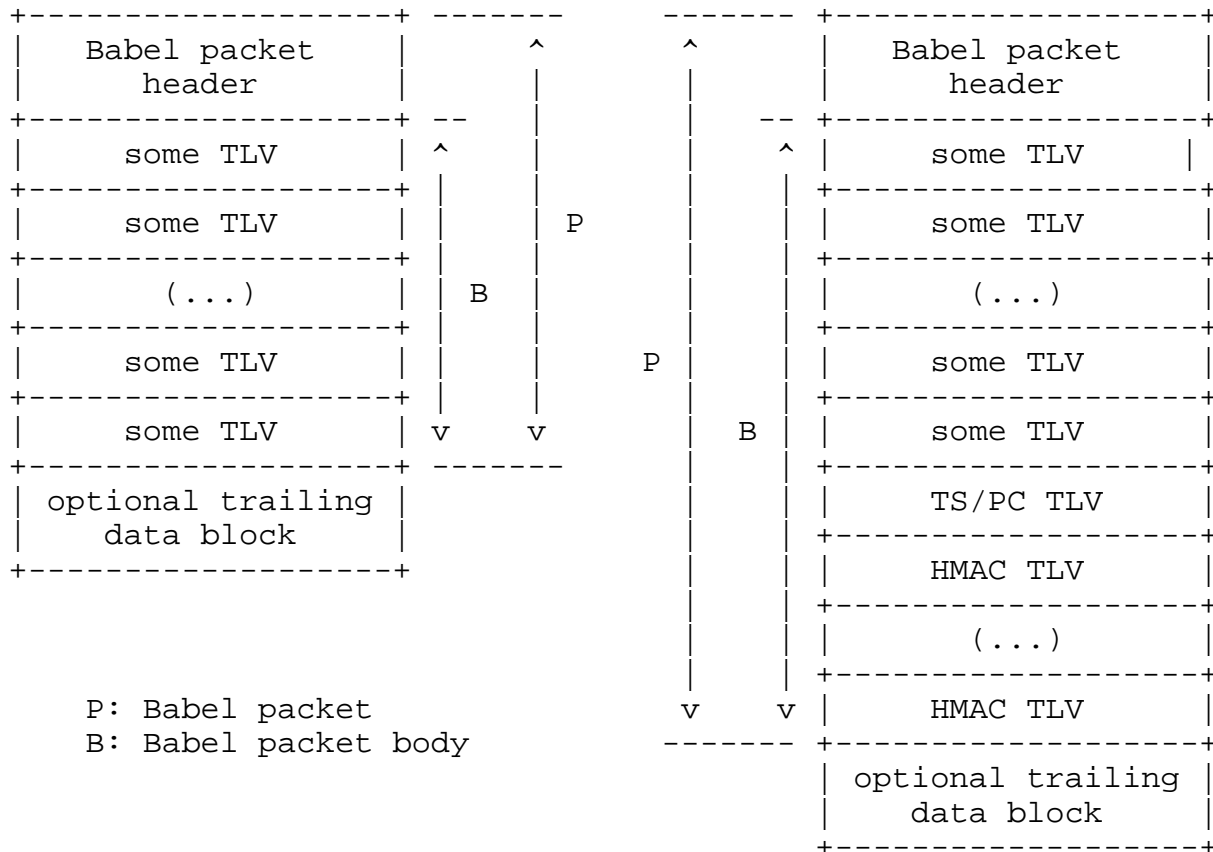 +-------------------+ -------       ------- +-------------------+
|   Babel packet    |      ^         ^      |   Babel packet    |
|      header       |      |         |      |      header       |
+-------------------+ --   |         |   -- +-------------------+
|     some TLV      | ^    |         |    ^ |     some TLV     |
+-------------------+ |    |         |    | +-------------------+
|     some TLV      | |    | P       |    | |     some TLV      |
+-------------------+ |    |         |    | +-------------------+
|       (...)       | | B  |         |    | |       (...)       |
+-------------------+ |    |         |    | +-------------------+
|     some TLV      | |    |       P |    | |     some TLV      |
+-------------------+ |    |         |    | +-------------------+
|     some TLV      | v    v         |  B | |     some TLV      |
+-------------------+ -------        |    | +-------------------+
| optional trailing |                |    | |     TS/PC TLV     |
|    data block     |                |    | +-------------------+
+-------------------+                |    | |     HMAC TLV      |
                                     |    | +-------------------+
                                     |    | |       (...)       |
                                     |    | +-------------------+
    P: Babel packet                  v    v |     HMAC TLV      |
    B: Babel packet body            ------- +-------------------+
                                            | optional trailing |
                                            |    data block     |
                                            +-------------------+